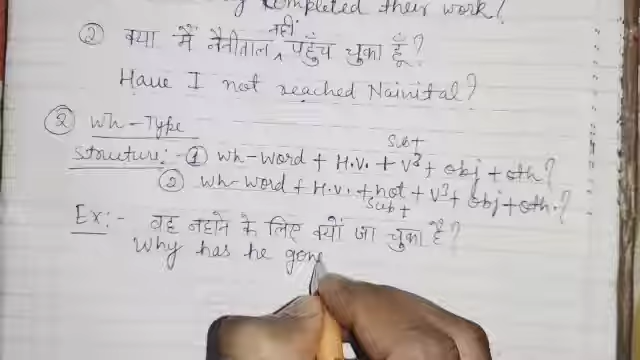 completed their work?
② क्या मैं नैनीताल नहीं पहुँच चुका हूँ?
Have I not reached Nainital?
② Wh-Type
Structure:- ① Wh-word + H.V. + Sub + V³ + obj + oth?
② Wh-word + H.V. + Sub + not + V³ + obj + oth.?
Ex:- वह नहाने के लिए क्यों जा चुका है?
Why has he gon